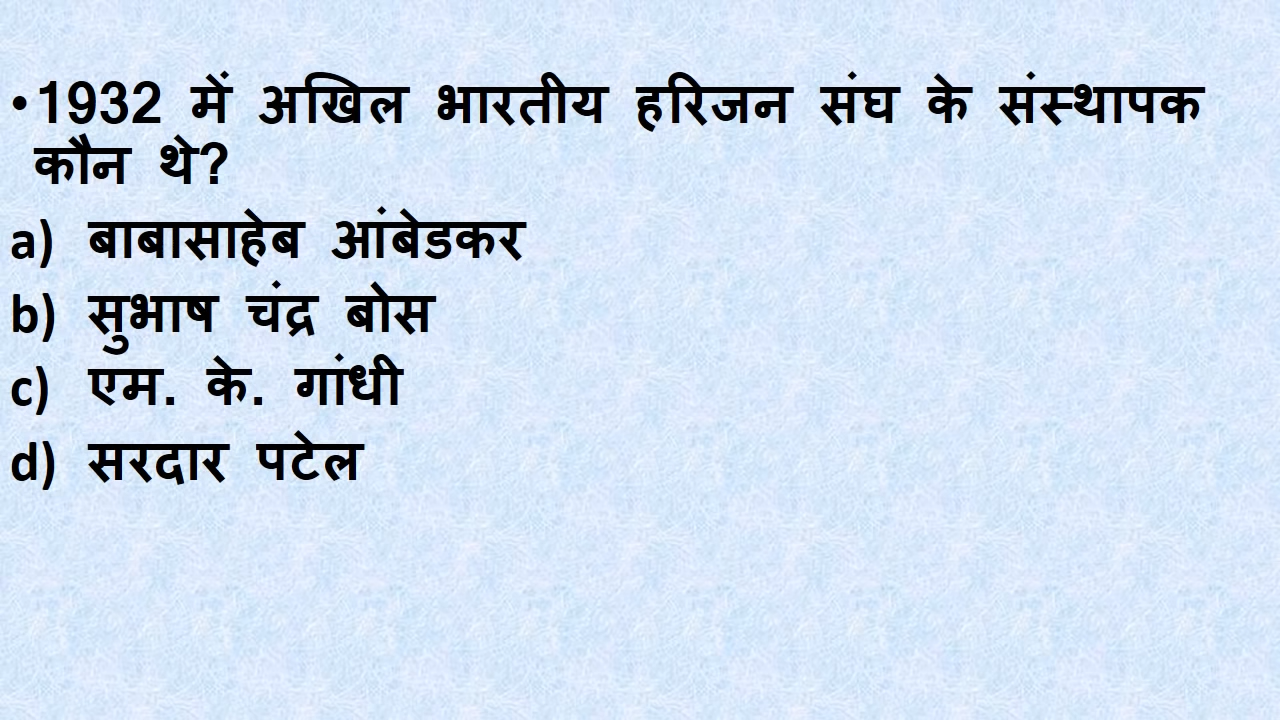 •1932 में अखिल भारतीय हरिजन संघ के संस्थापक
कौन थे?
a) बाबासाहेब आंबेडकर
b) सुभाष चंद्र बोस
c) एम. के. गांधी
d) सरदार पटेल